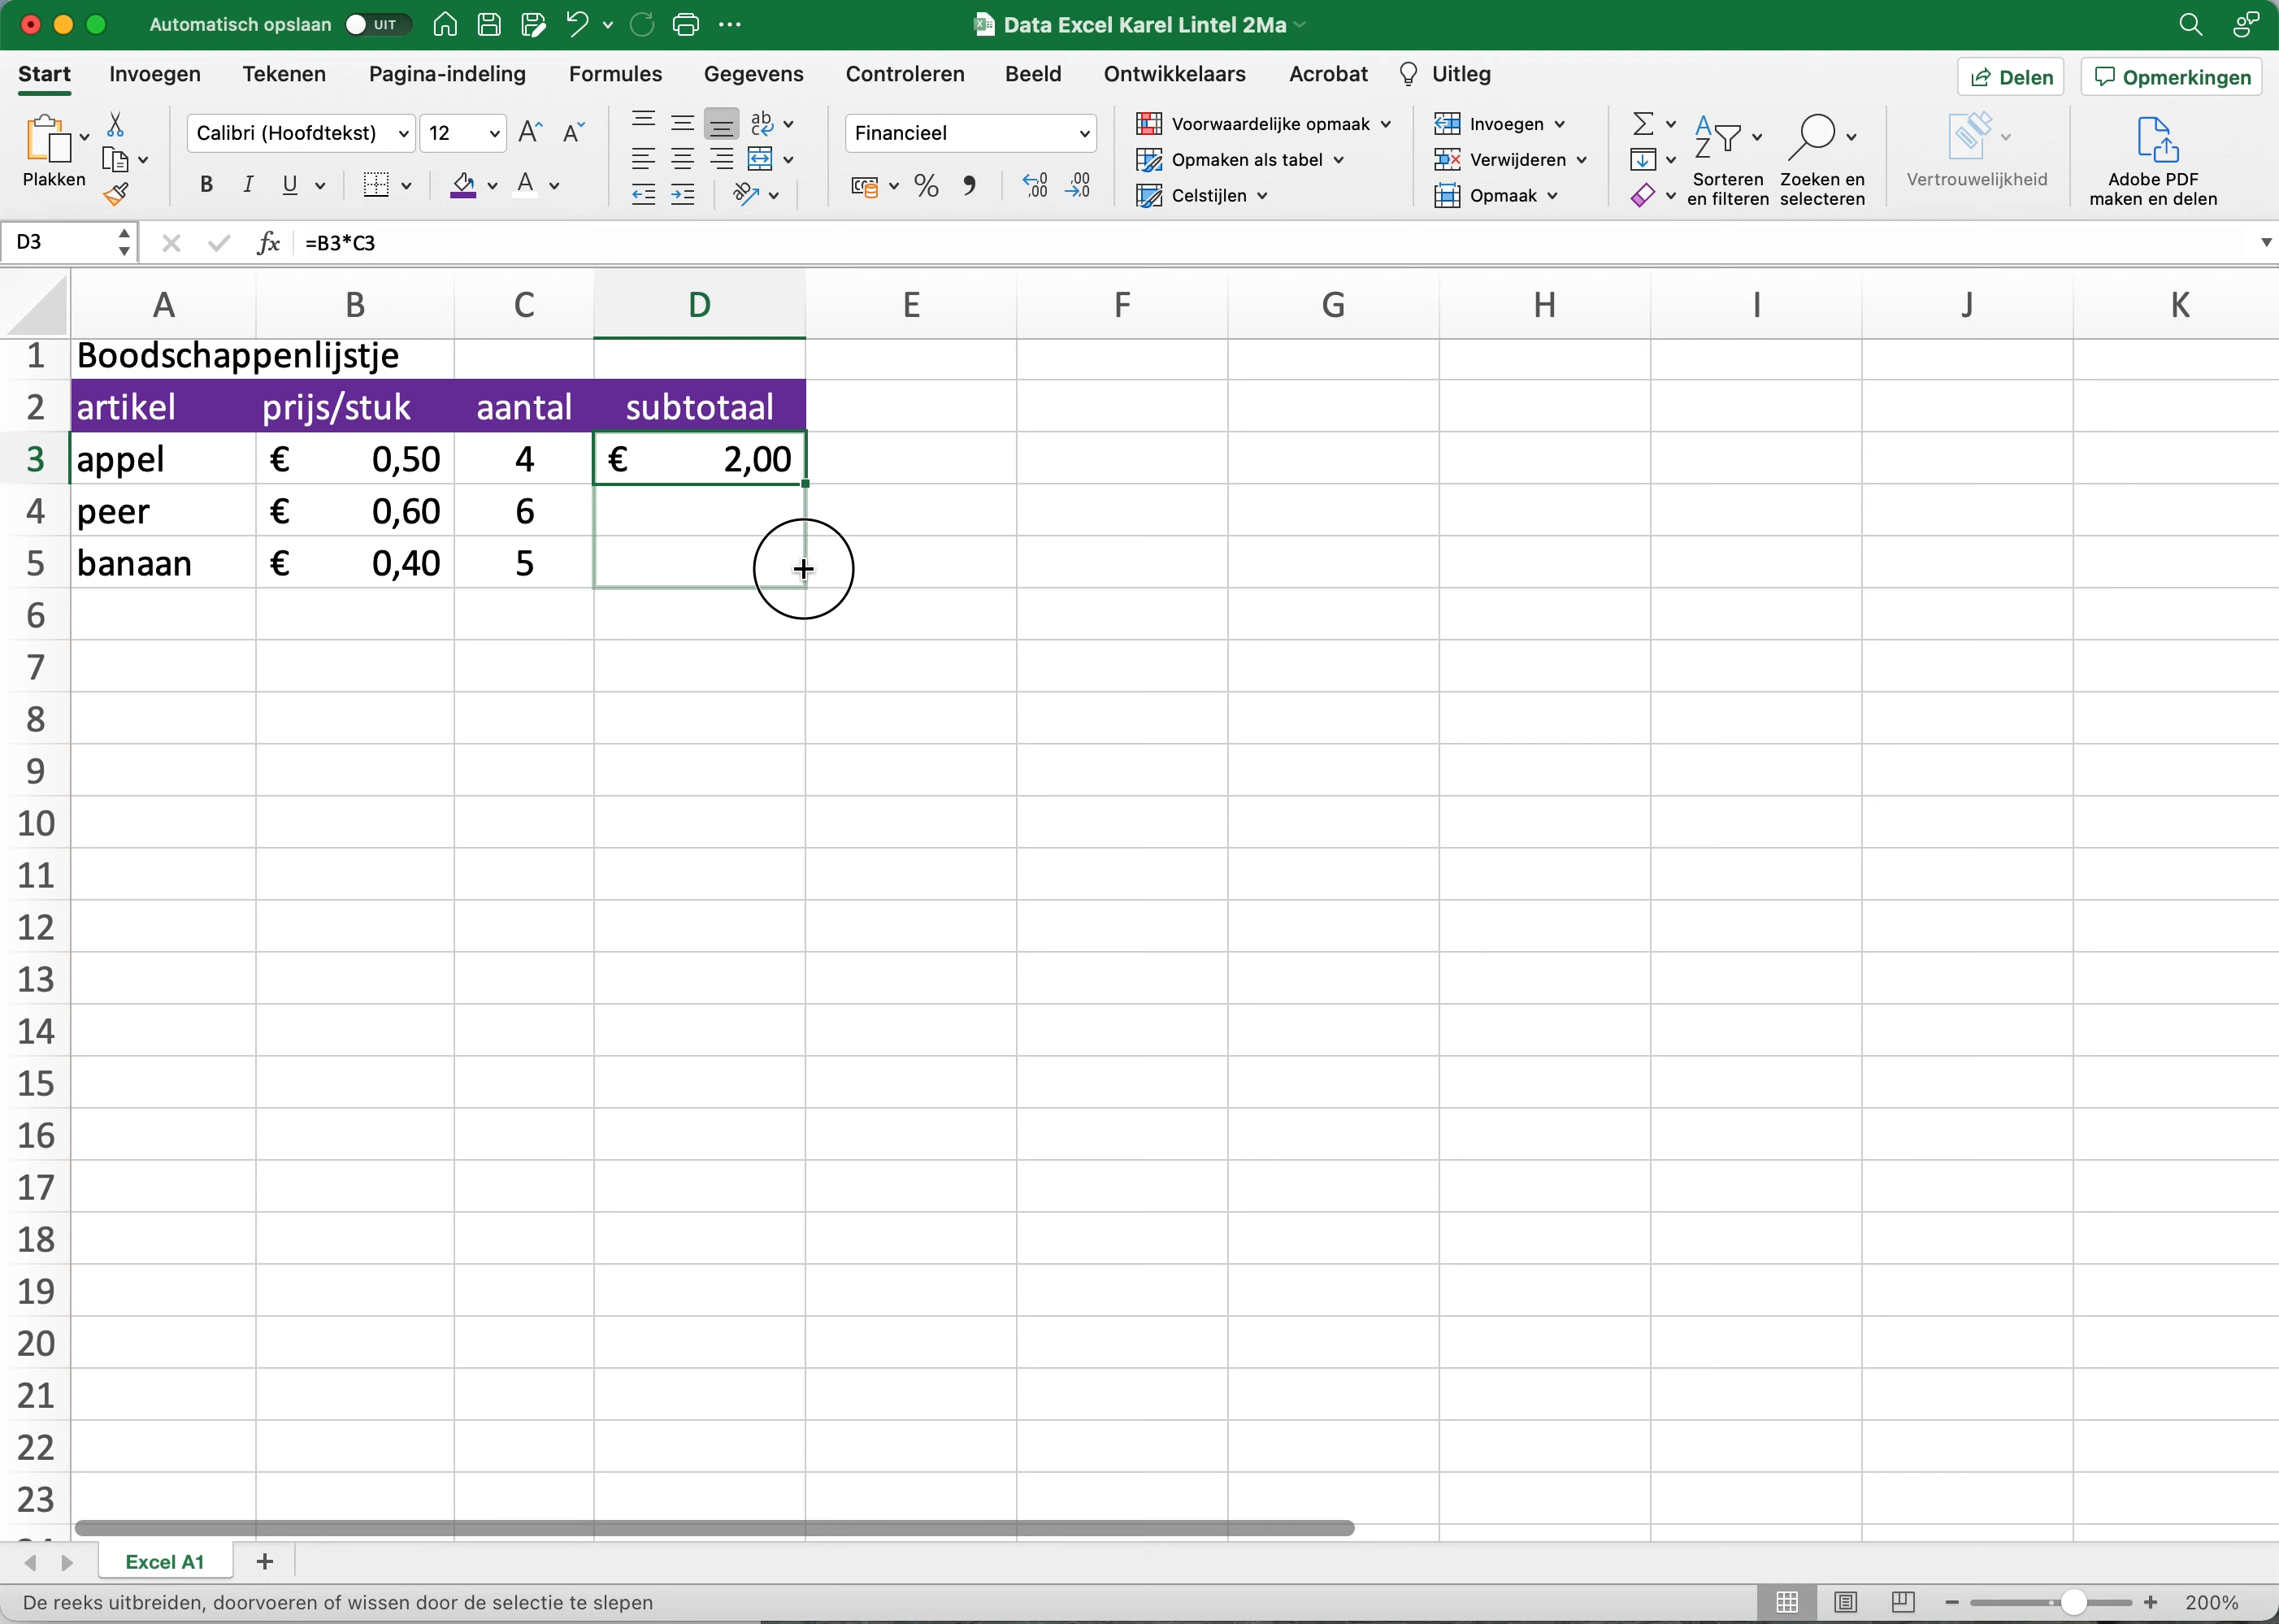 Automatisch opslaan UIT Data Excel Karel Lintel 2Ma
Start Invoegen Tekenen Pagina-indeling Formules Gegevens Controleren Beeld Ontwikkelaars Acrobat Uitleg Delen Opmerkingen
Plakken
Calibri (Hoofdtekst) 12
Financieel
Voorwaardelijke opmaak
Opmaken als tabel
Celstijlen
Invoegen
Verwijderen
Opmaak
Sorteren en filteren
Zoeken en selecteren
Vertrouwelijkheid
Adobe PDF maken en delen
D3 fx =B3*C3
A B C D E F G H I J K
1 Boodschappenlijstje
2 artikel prijs/stuk aantal subtotaal
3 appel € 0,50 4 € 2,00
4 peer € 0,60 6
5 banaan € 0,40 5
6
7
8
9
10
11
12
13
14
15
16
17
18
19
20
21
22
23
Excel A1 +
De reeks uitbreiden, doorvoeren of wissen door de selectie te slepen 200%